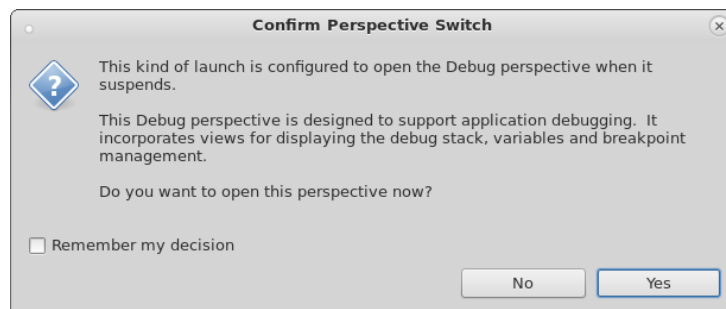 Confirm Perspective Switch
This kind of launch is configured to open the Debug perspective when it
suspends.
This Debug perspective is designed to support application debugging.  It
incorporates views for displaying the debug stack, variables and breakpoint
management.
Do you want to open this perspective now?
Remember my decision
No
Yes